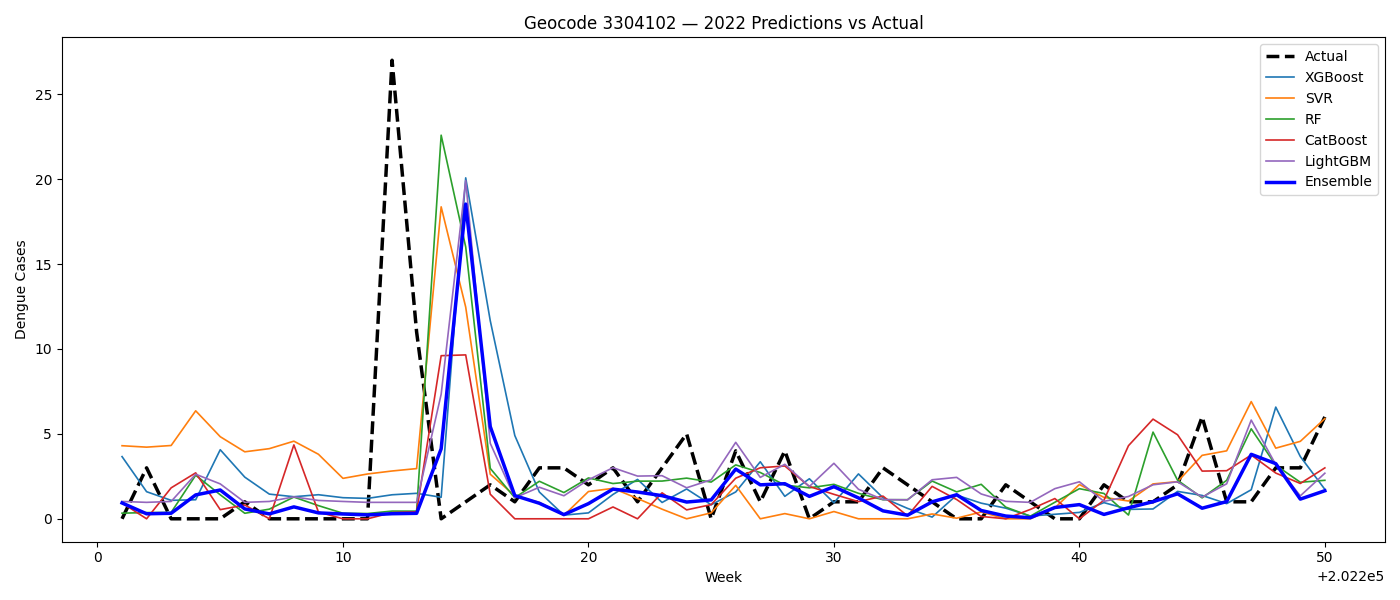 Geocode 3304102 — 2022 Predictions vs Actual
Dengue Cases
25
20
15
10
5
0
Actual
XGBoost
SVR
RF
CatBoost
LightGBM
Ensemble
0 10 20 30 40 50
Week
+2.022e5